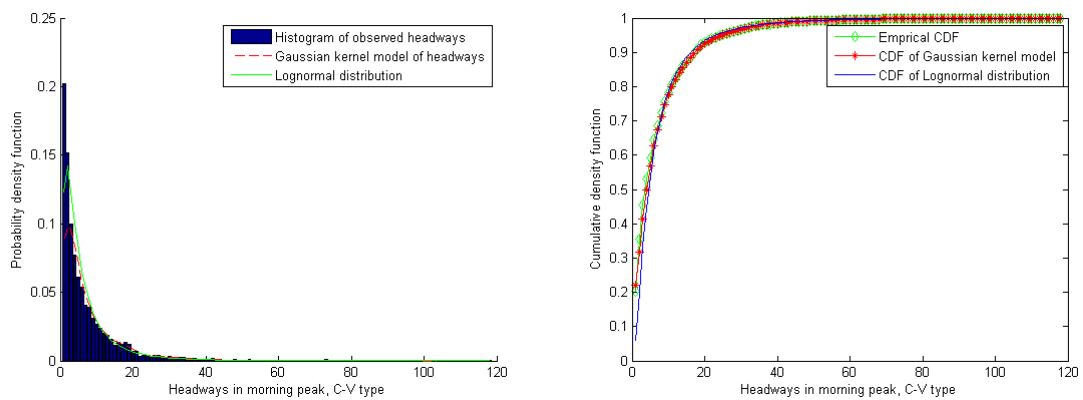 0.25
0.2
0.15
0.1
0.05
0
0 20 40 60 80 100 120
Probability density function
Headways in morning peak, C-V type
Histogram of observed headways
Gaussian kernel model of headways
Lognormal distribution
1
0.9
0.8
0.7
0.6
0.5
0.4
0.3
0.2
0.1
0
0 20 40 60 80 100 120
Cumulative density function
Headways in morning peak, C-V type
Emprical CDF
CDF of Gaussian kernel model
CDF of Lognormal distribution